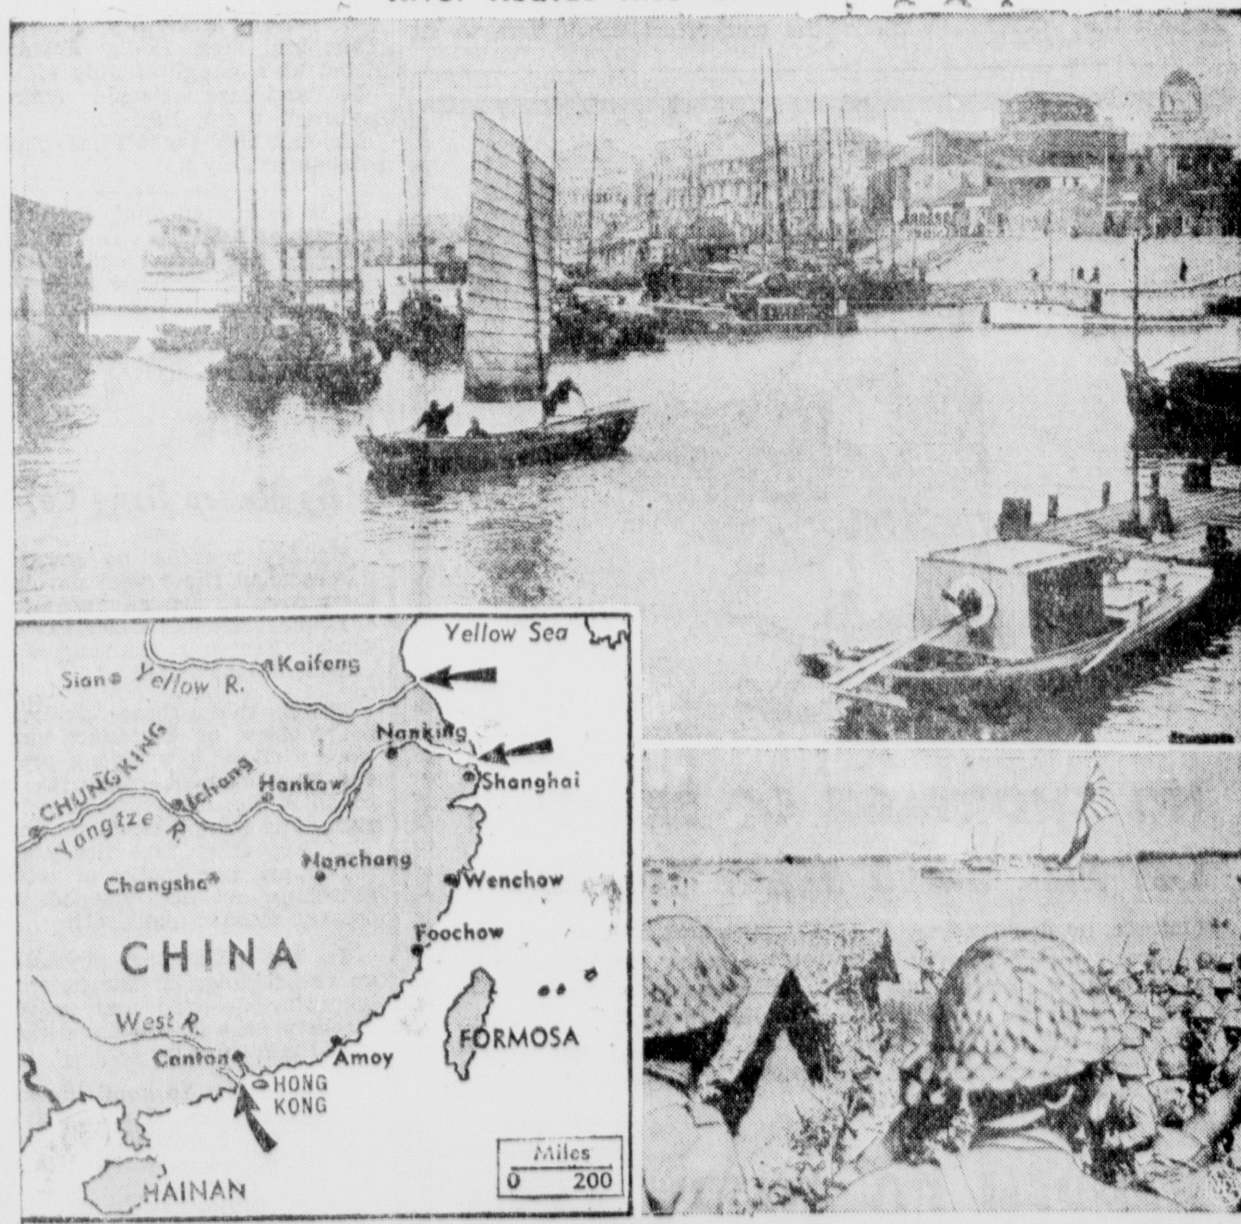 Yellow Sea
Kaifeng
Sian
Yellow R.
Nanking
CHUNGKING
Ichang
Hankow
Shanghai
Yangtze R.
Nanchang
Changsha
Wenchow
CHINA
Foochow
West R.
FORMOSA
Canton
Amoy
HONG
KONG
Miles
0 200
HAINAN